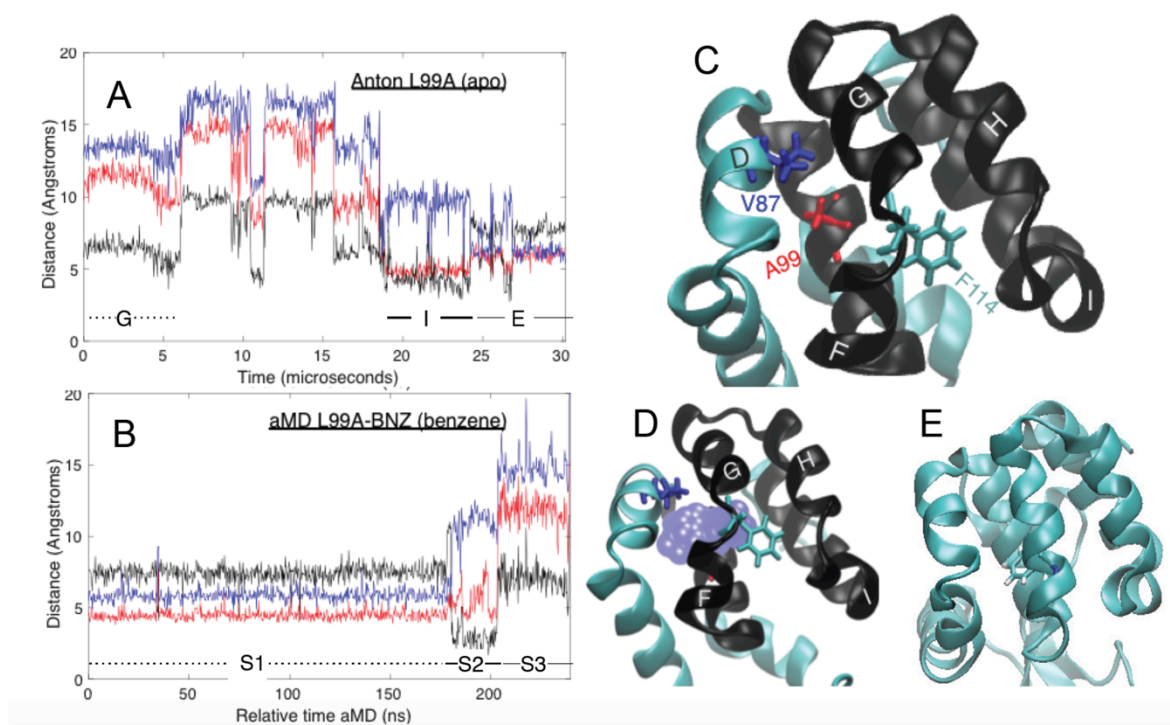 A
Anton L99A (apo)
Distance (Angstroms)
20
15
10
5
0
G
I
E
0
5
10
15
20
25
30
Time (microseconds)
B
aMD L99A-BNZ (benzene)
Distance (Angstroms)
20
15
10
5
0
S1
S2
S3
0
50
100
150
200
Relative time aMD (ns)
C
G
H
D
V87
A99
F114
F
I
D
G
H
F
I
E